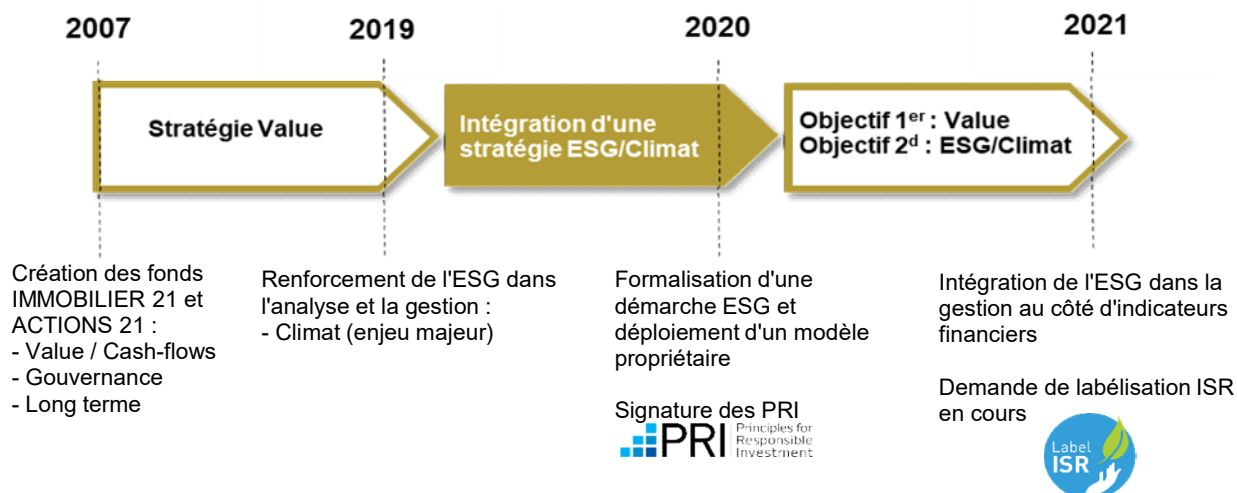 2007
2019
2020
2021
Stratégie Value
Intégration d'une
stratégie ESG/Climat
Objectif 1er : Value
Objectif 2d : ESG/Climat
Création des fonds
IMMOBILIER 21 et
ACTIONS 21 :
- Value / Cash-flows
- Gouvernance
- Long terme
Renforcement de l'ESG dans
l'analyse et la gestion :
- Climat (enjeu majeur)
Formalisation d'une
démarche ESG et
déploiement d'un modèle
propriétaire
Signature des PRI
PRI
Principles for
Responsible
Investment
Intégration de l'ESG dans la
gestion au côté d'indicateurs
financiers
Demande de labélisation ISR
en cours
Label
ISR